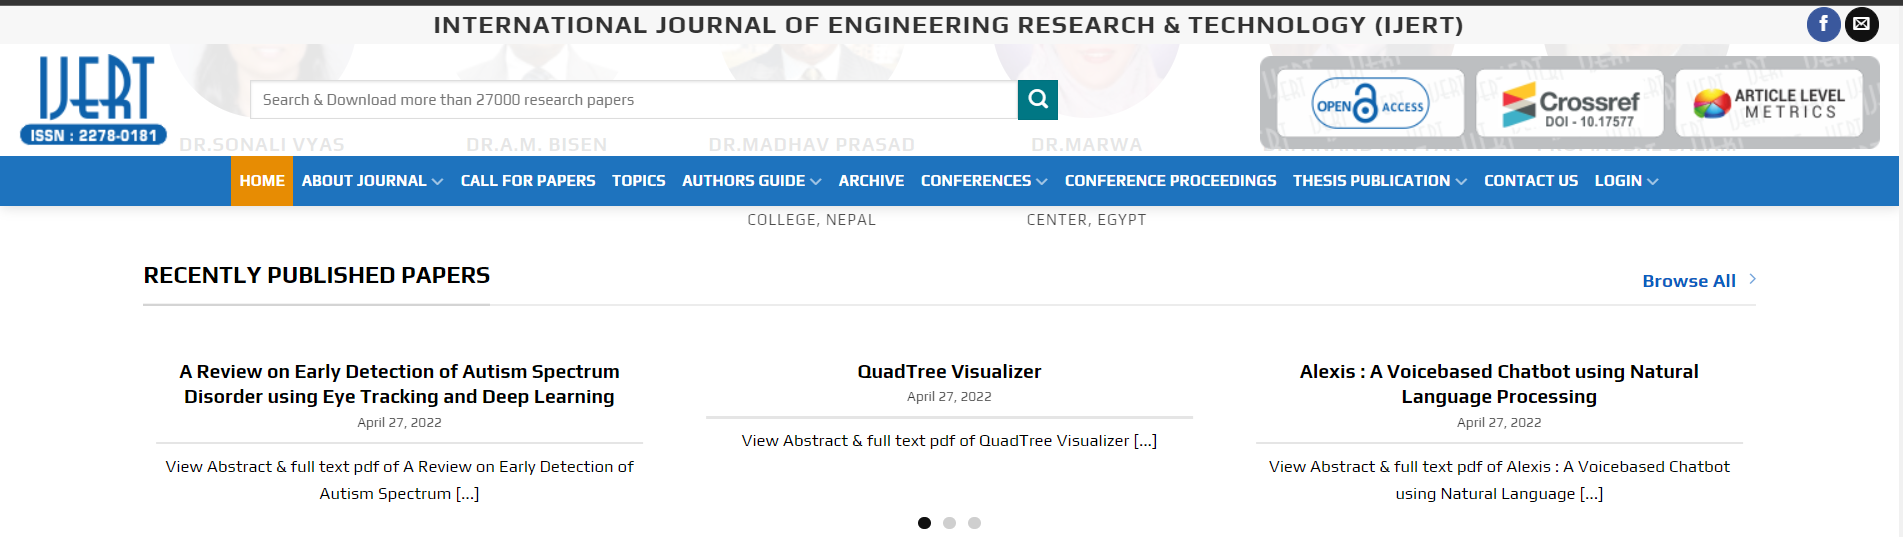 INTERNATIONAL JOURNAL OF ENGINEERING RESEARCH & TECHNOLOGY (IJERT)
IJERT
ISSN : 2278-0181
Search & Download more than 27000 research papers
OPEN ACCESS
Crossref
DOI - 10.17577
ARTICLE LEVEL
METRICS
DR.SONALI VYAS
DR.A.M. BISEN
DR.MADHAV PRASAD
DR.MARWA
HOME
ABOUT JOURNAL
CALL FOR PAPERS
TOPICS
AUTHORS GUIDE
ARCHIVE
CONFERENCES
CONFERENCE PROCEEDINGS
THESIS PUBLICATION
CONTACT US
LOGIN
COLLEGE, NEPAL
CENTER, EGYPT
RECENTLY PUBLISHED PAPERS
Browse All
A Review on Early Detection of Autism Spectrum
Disorder using Eye Tracking and Deep Learning
April 27, 2022
View Abstract & full text pdf of A Review on Early Detection of
Autism Spectrum [...]
QuadTree Visualizer
April 27, 2022
View Abstract & full text pdf of QuadTree Visualizer [...]
Alexis : A Voicebased Chatbot using Natural
Language Processing
April 27, 2022
View Abstract & full text pdf of Alexis : A Voicebased Chatbot
using Natural Language [...]